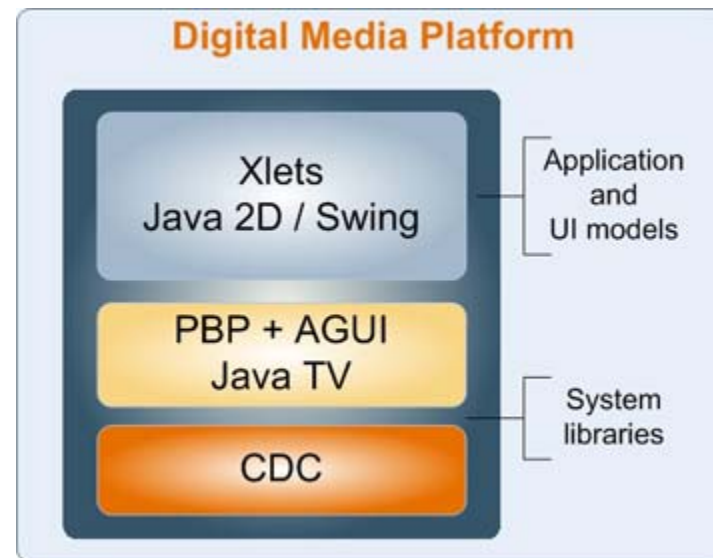 Digital Media Platform
Xlets
Java 2D / Swing
Application
and
UI models
PBP + AGUI
Java TV
System
libraries
CDC